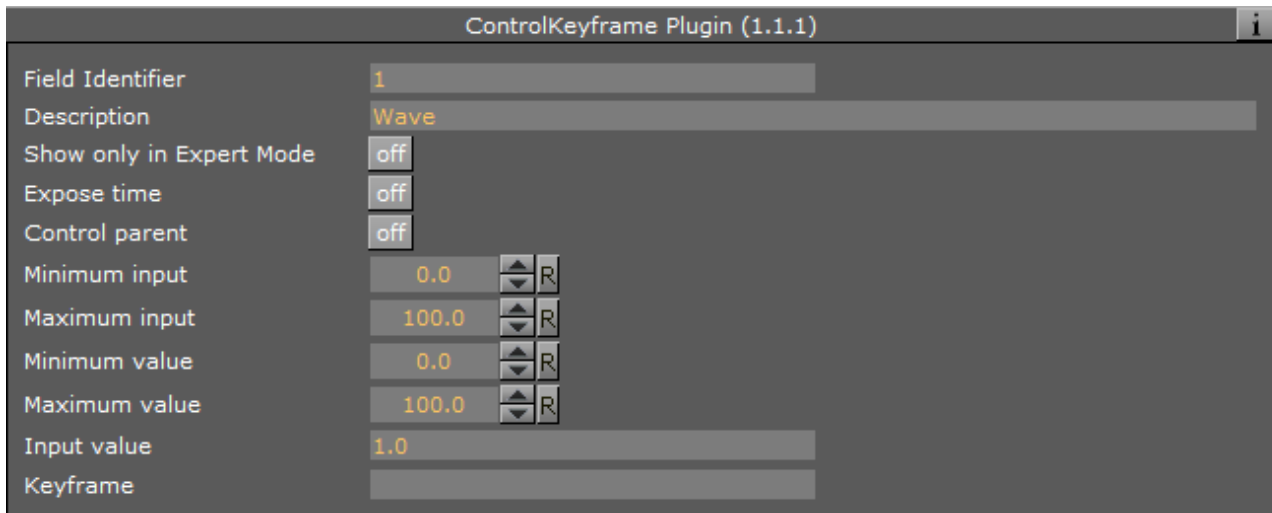 ControlKeyframe Plugin (1.1.1) i
Field Identifier 1
Description Wave
Show only in Expert Mode off
Expose time off
Control parent off
Minimum input 0.0 R
Maximum input 100.0 R
Minimum value 0.0 R
Maximum value 100.0 R
Input value 1.0
Keyframe